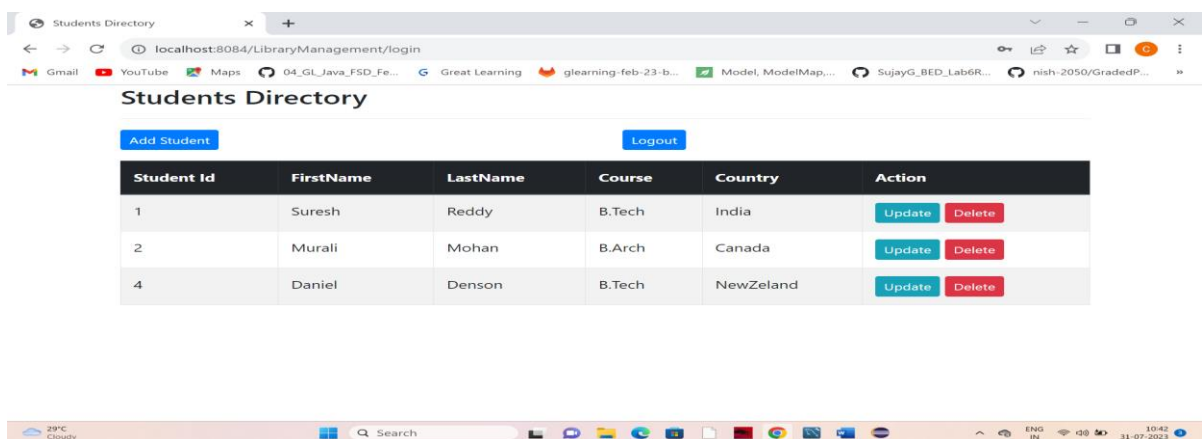 Students Directory
localhost:8084/LibraryManagement/login
Gmail YouTube Maps 04_GL_Java_FSD_Fe... Great Learning glearning-feb-23-b... Model, ModelMap,... SujayG_BED_Lab6R... nish-2050/GradedP... »
Students Directory
Add Student Logout
Student Id FirstName LastName Course Country Action
1 Suresh Reddy B.Tech India Update Delete
2 Murali Mohan B.Arch Canada Update Delete
4 Daniel Denson B.Tech NewZeland Update Delete
29°C Search ENG 10:42
Cloudy IN 31-07-2023